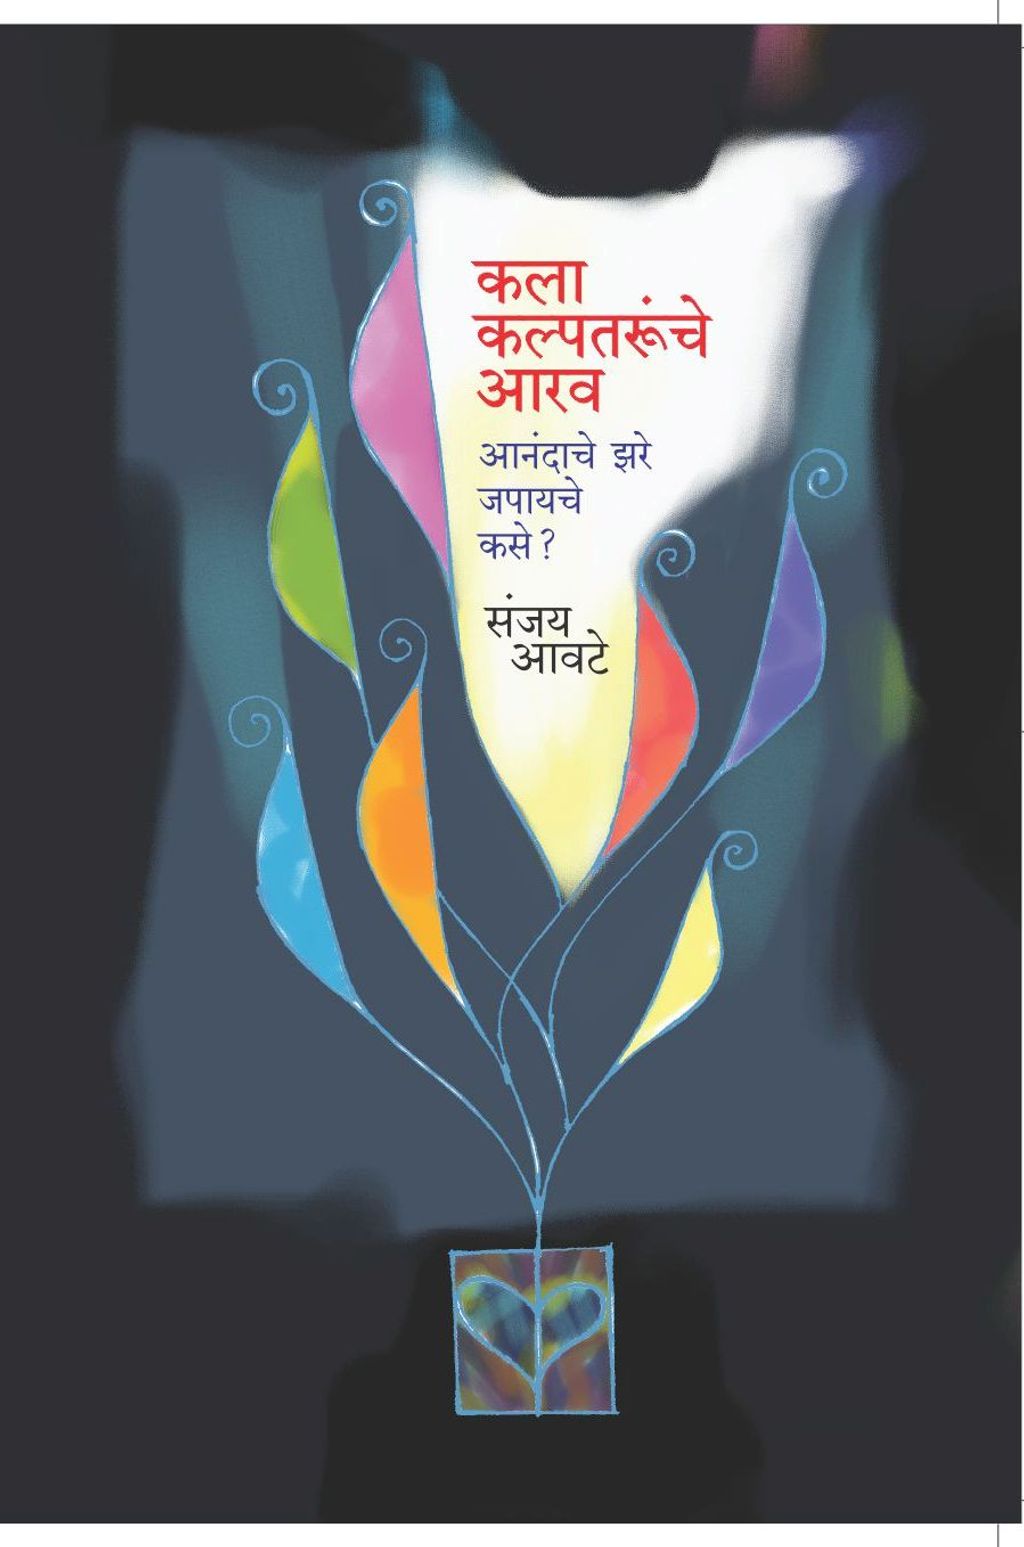 कला
कल्पतरूंचे
आरव
आनंदाचे झरे
जपायचे
कसे ?
संजय
आवटे